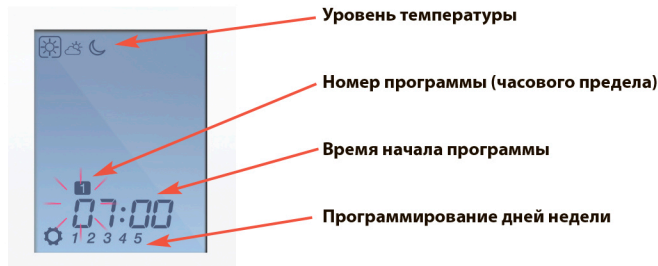 Уровень температуры
Номер программы (часового предела)
1
Время начала программы
07:00
Программирование дней недели
1 2 3 4 5